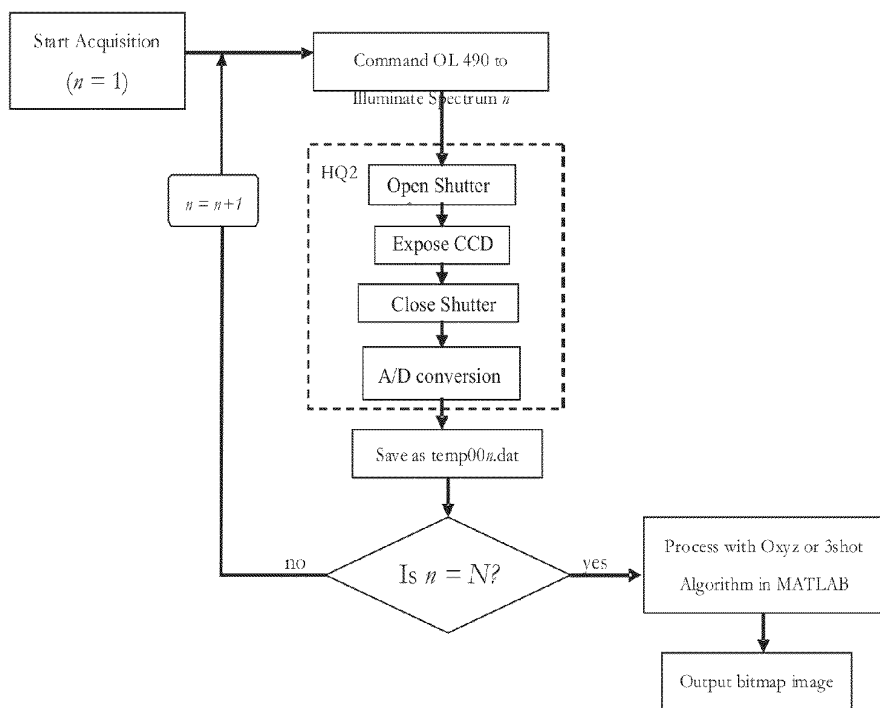 Start Acquisition
(n = 1)
Command OL 490 to
Illuminate Spectrum n
HQ2
Open Shutter
n = n+1
Expose CCD
Close Shutter
A/D conversion
Save as temp00n.dat
Is n = N?
no
yes
Process with Oxyz or 3shot
Algorithm in MATLAB
Output bitmap image